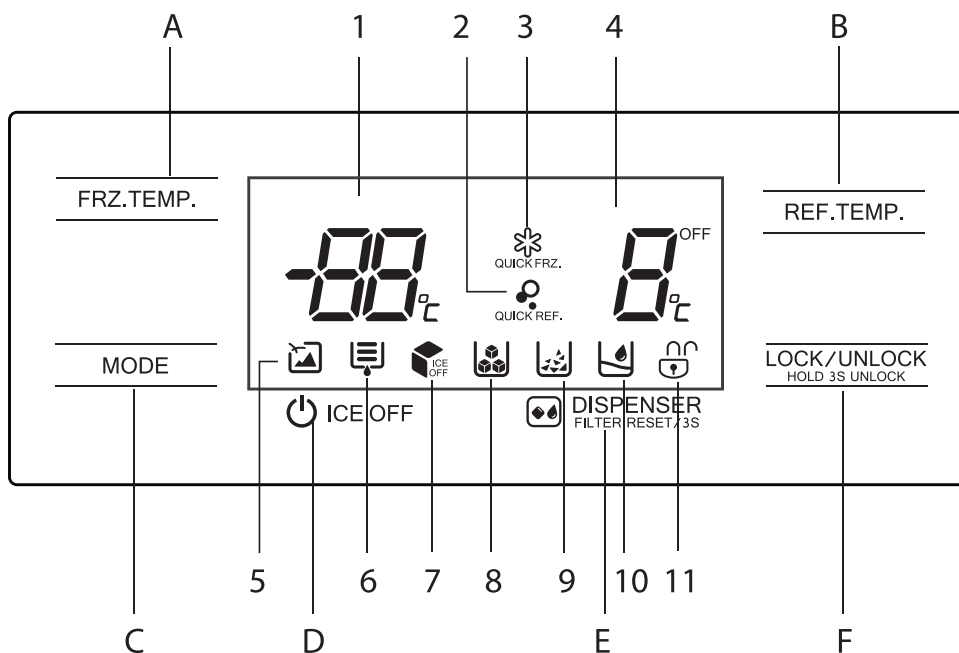 A 1 2 3 4 B
FRZ.TEMP.
REF.TEMP.
-88°C
QUICK FRZ.
QUICK REF.
8°C
OFF
MODE
ICE
OFF
LOCK/UNLOCK
HOLD 3S UNLOCK
ICE OFF
DISPENSER
FILTER RESET/3S
5 6 7 8 9 10 11
C D E F